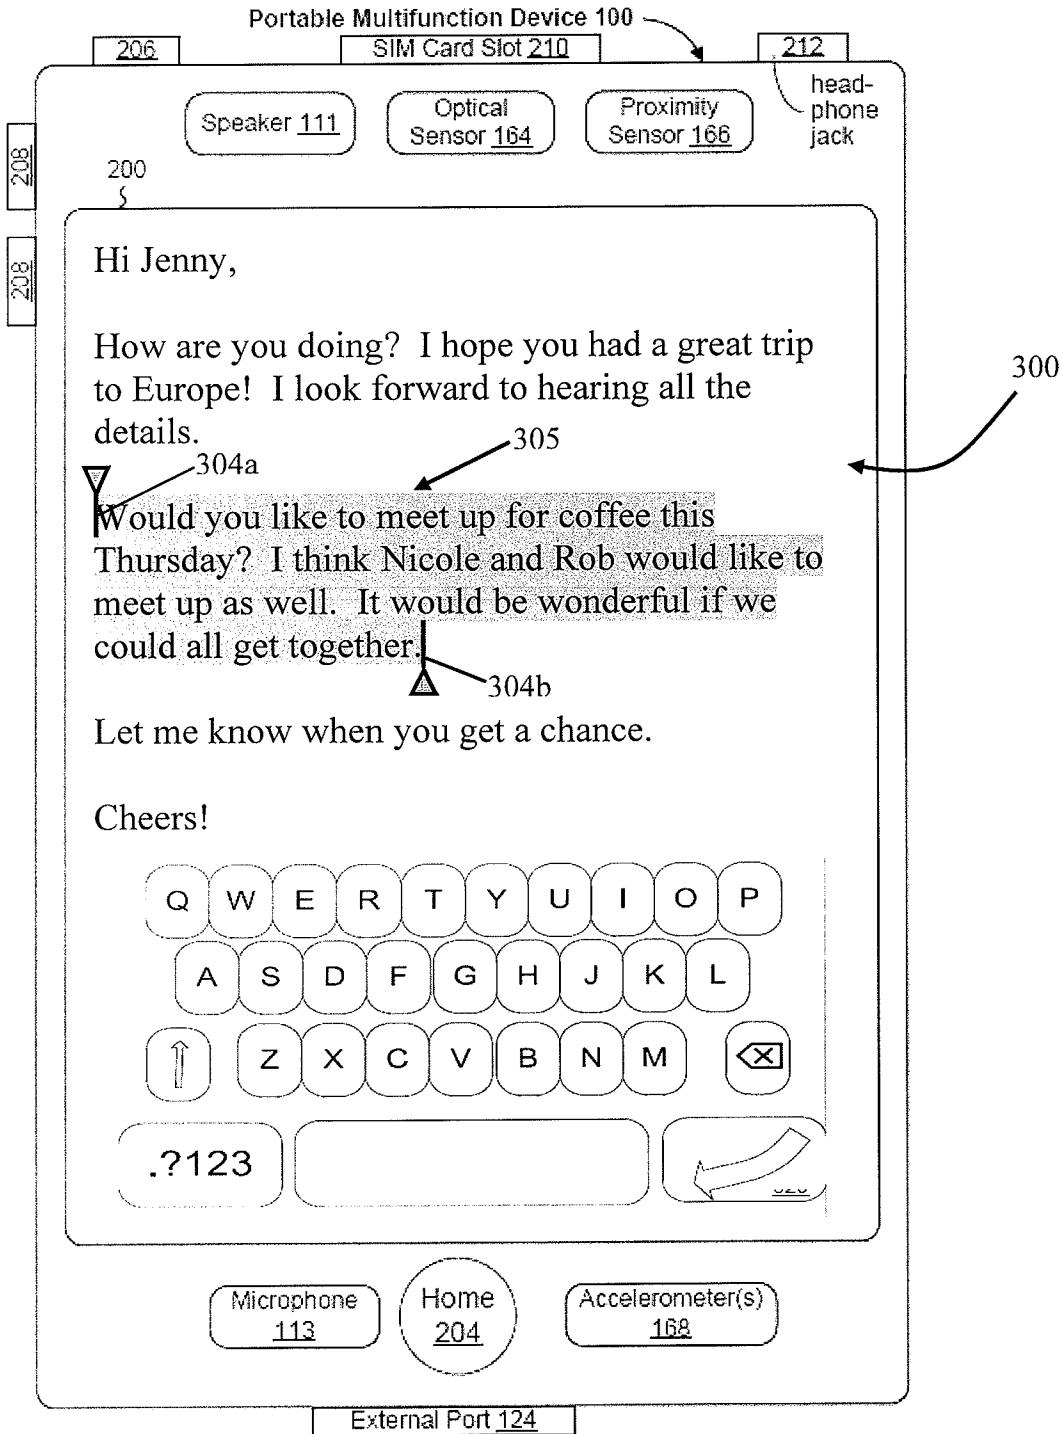 Portable Multifunction Device 100
206
SIM Card Slot 210
212
head-
phone
jack
Speaker 111
Optical
Sensor 164
Proximity
Sensor 166
208
200
208
Hi Jenny,
How are you doing?  I hope you had a great trip
to Europe!  I look forward to hearing all the
details.
300
304a
305
Would you like to meet up for coffee this
Thursday?  I think Nicole and Rob would like to
meet up as well.  It would be wonderful if we
could all get together.
304b
Let me know when you get a chance.
Cheers!
Q W E R T Y U I O P
A S D F G H J K L
Z X C V B N M
.?123
Microphone
113
Home
204
Accelerometer(s)
168
External Port 124